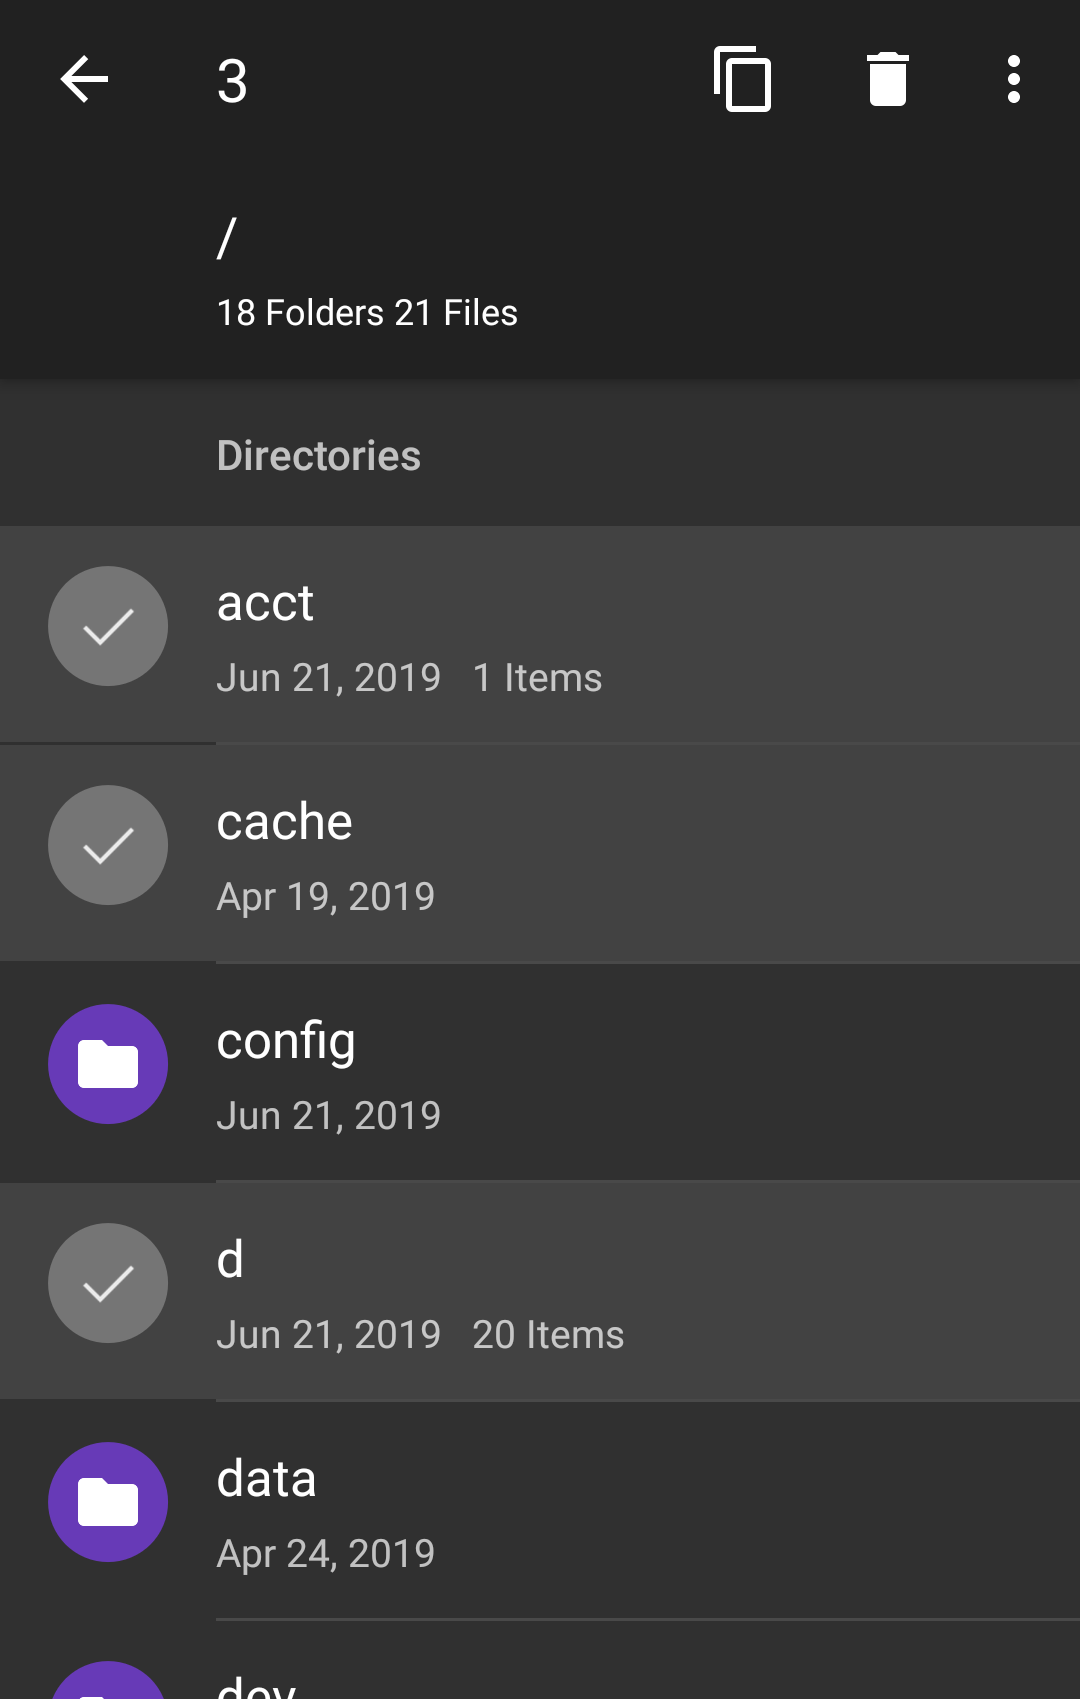 3
/
18 Folders 21 Files
Directories
acct
Jun 21, 2019 1 Items
cache
Apr 19, 2019
config
Jun 21, 2019
d
Jun 21, 2019 20 Items
data
Apr 24, 2019
dev